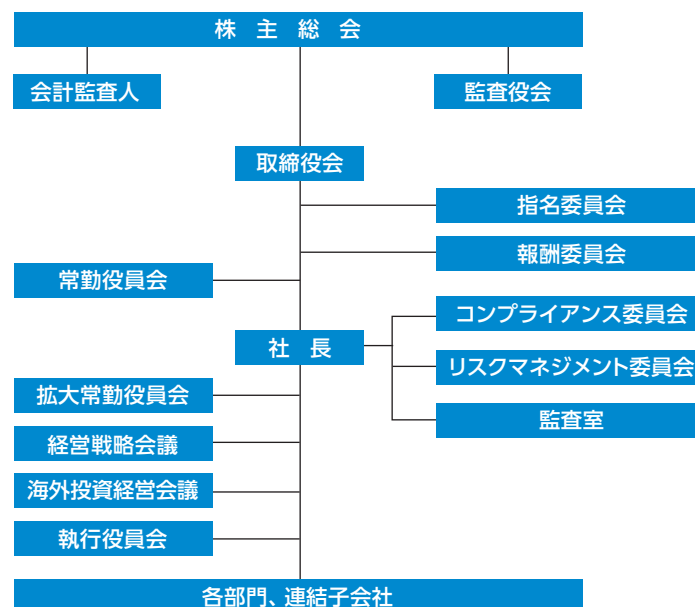 株主総会
会計監査人
監査役会
取締役会
指名委員会
報酬委員会
常勤役員会
コンプライアンス委員会
社長
リスクマネジメント委員会
拡大常勤役員会
監査室
経営戦略会議
海外投資経営会議
執行役員会
各部門、連結子会社